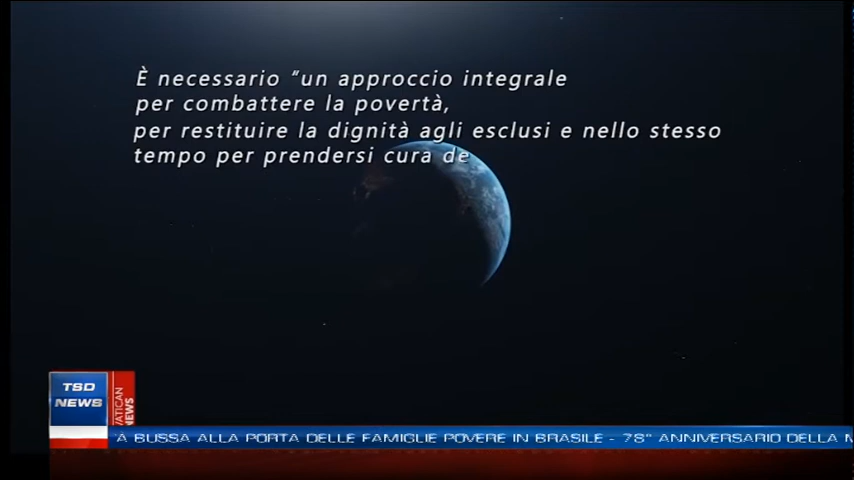 È necessario "un approccio integrale
per combattere la povertà,
per restituire la dignità agli esclusi e nello stesso
tempo per prendersi cura de
TSD
NEWS
VATICAN
NEWS
A BUSSA ALLA PORTA DELLE FAMIGLIE POVERE IN BRASILE - 78° ANNIVERSARIO DELLA